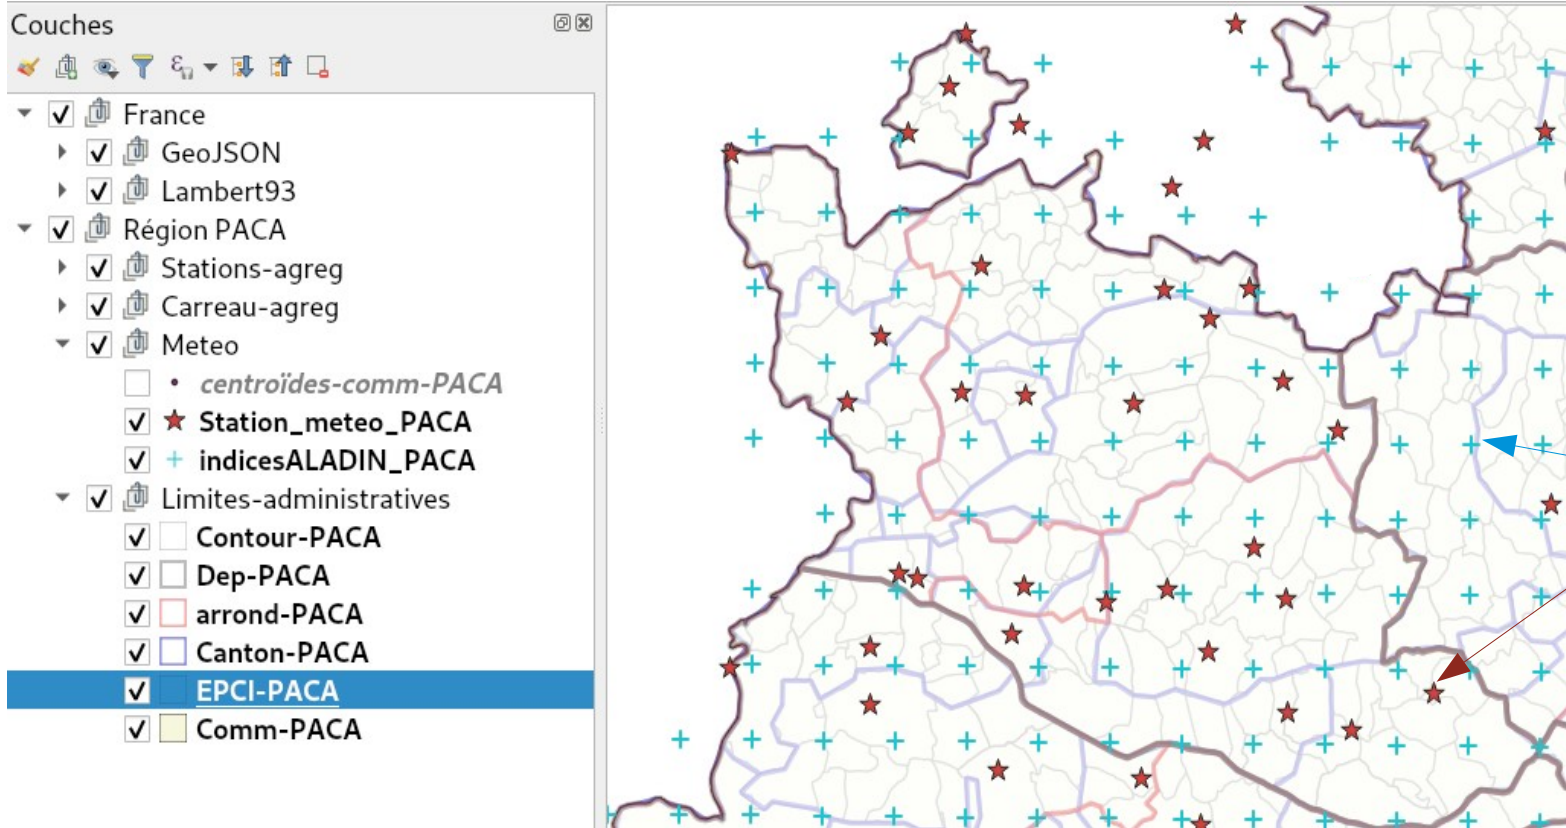 Couches
France
GeoJSON
Lambert93
Région PACA
Stations-agreg
Carreau-agreg
Meteo
centroïdes-comm-PACA
Station_meteo_PACA
indicesALADIN_PACA
Limites-administratives
Contour-PACA
Dep-PACA
arrond-PACA
Canton-PACA
EPCI-PACA
Comm-PACA